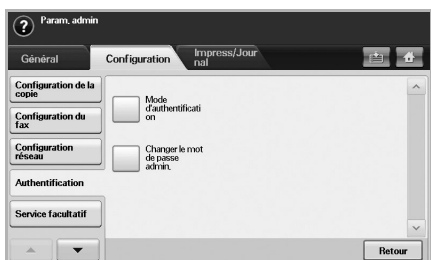 Param. admin
Général
Configuration
Impress/Jour
nal
Configuration de la
copie
Configuration du
fax
Configuration
réseau
Authentification
Service facultatif
Mode
d'authentificati
on
Changer le mot
de passe
admin.
Retour